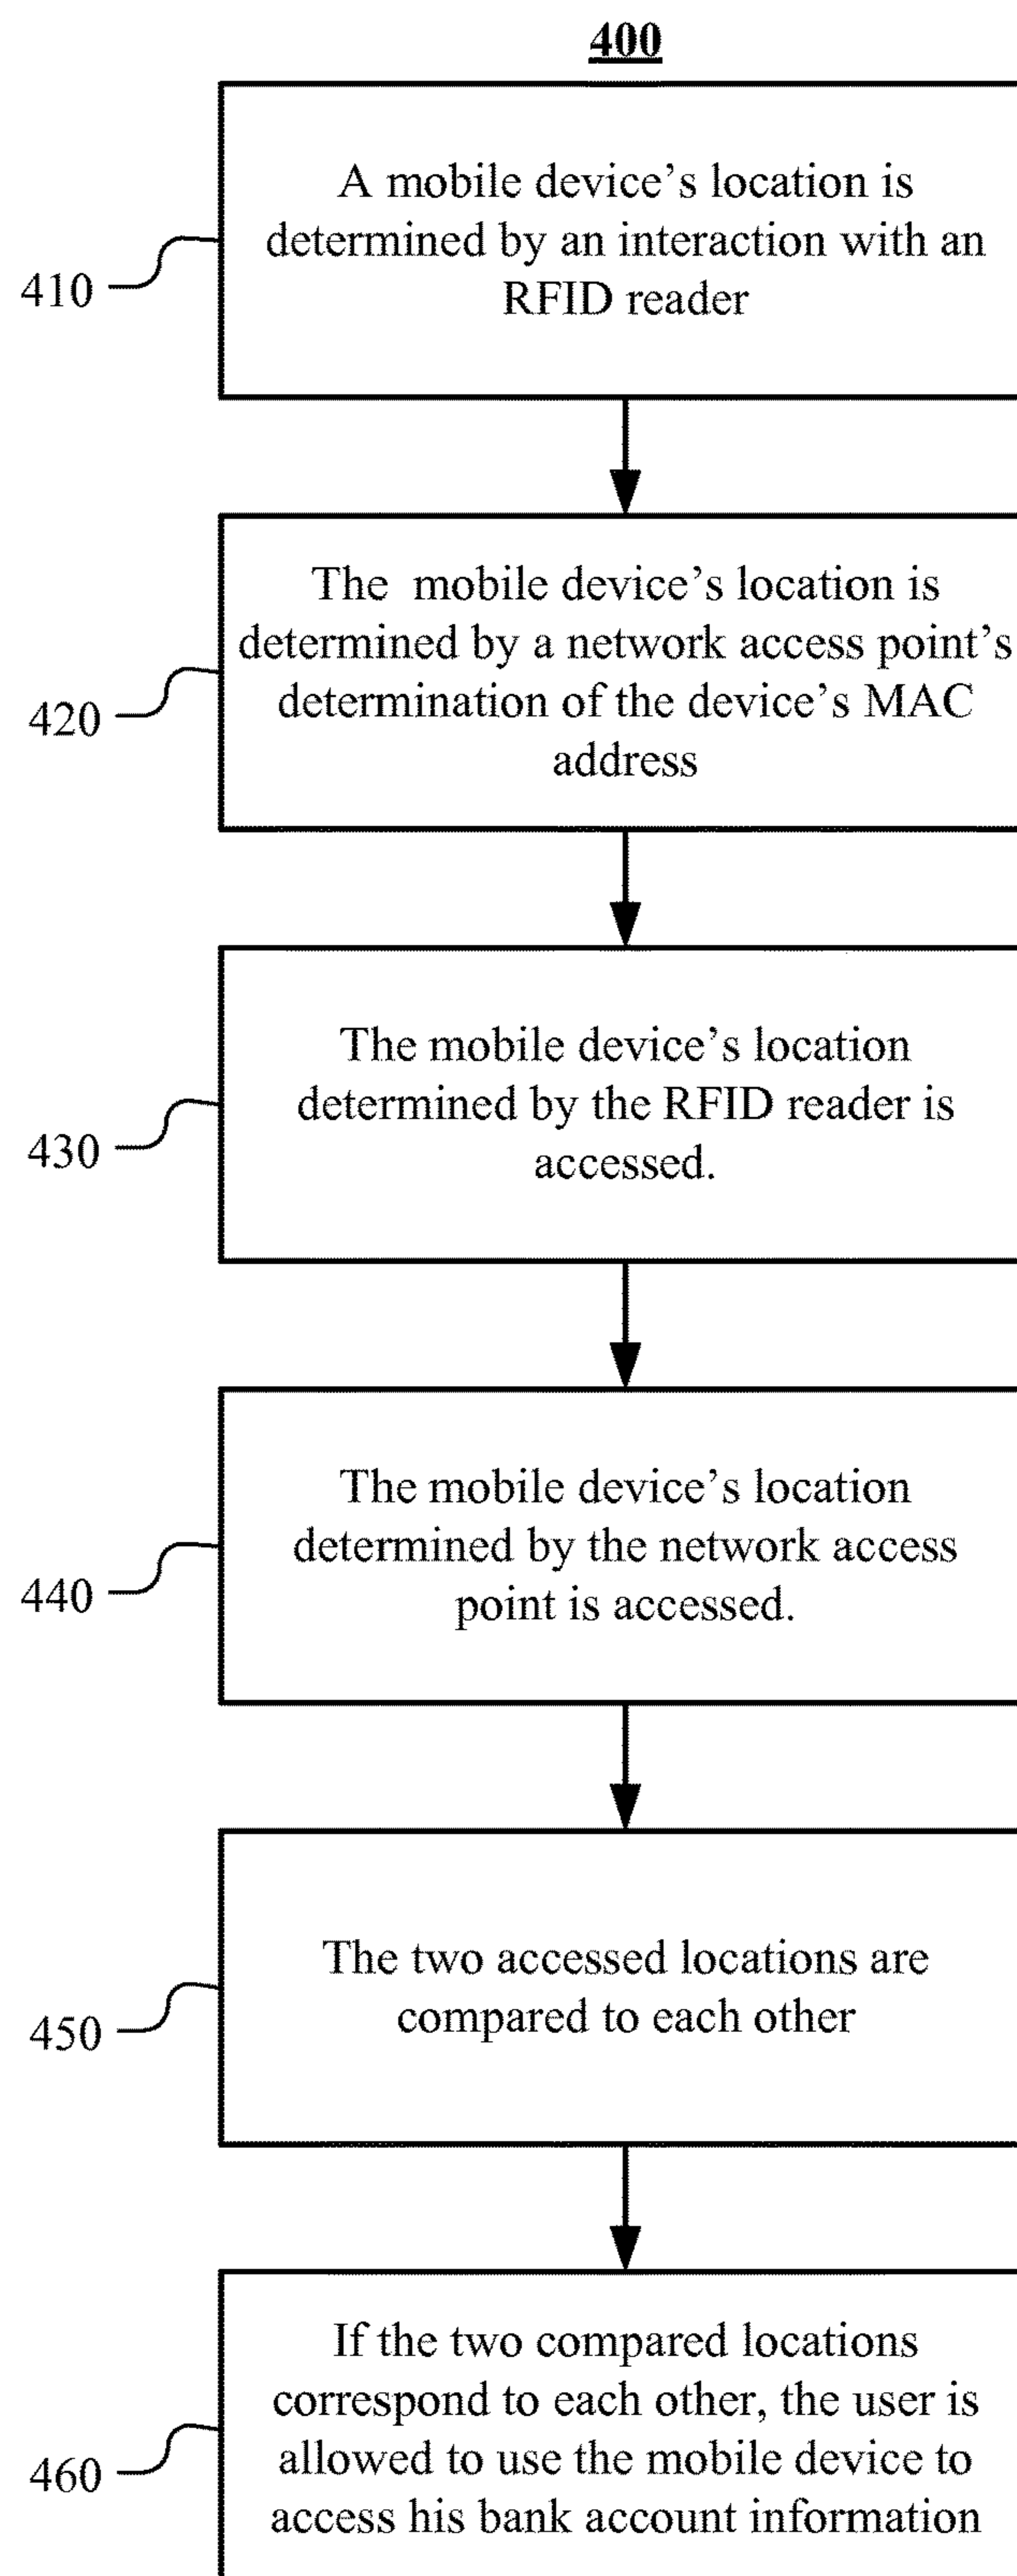 400
A mobile device’s location is
determined by an interaction with an
RFID reader
410
The mobile device’s location is
determined by a network access point’s
determination of the device’s MAC
address
420
The mobile device’s location
determined by the RFID reader is
accessed.
430
The mobile device’s location
determined by the network access
point is accessed.
440
The two accessed locations are
compared to each other
450
If the two compared locations
correspond to each other, the user is
allowed to use the mobile device to
access his bank account information
460